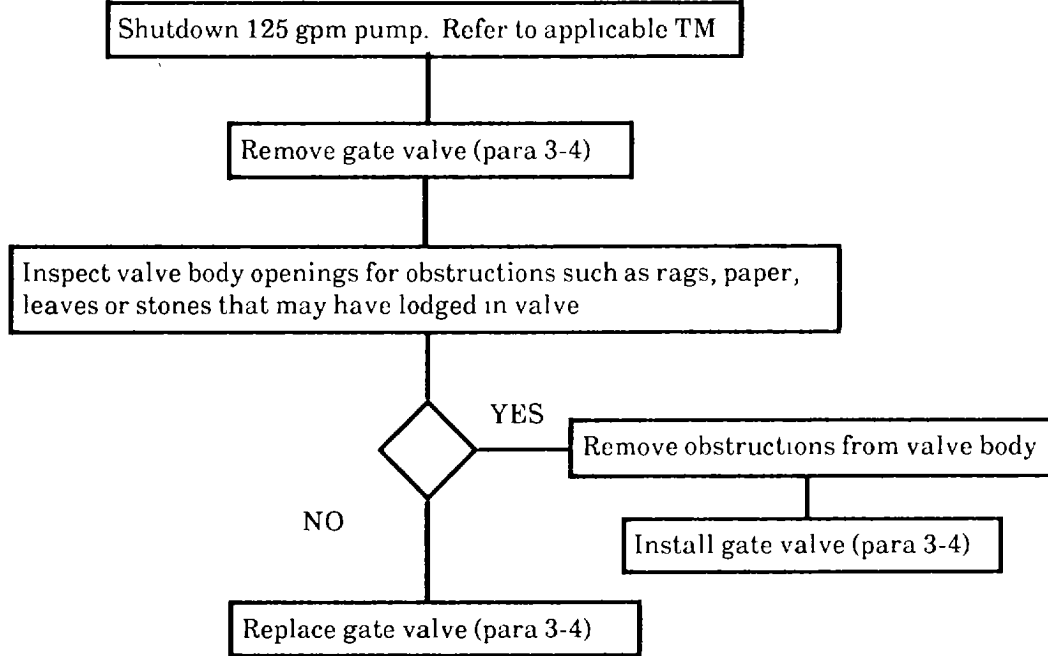 Shutdown 125 gpm pump. Refer to applicable TM
Remove gate valve (para 3-4)
Inspect valve body openings for obstructions such as rags, paper,
leaves or stones that may have lodged in valve
YES
Remove obstructions from valve body
Install gate valve (para 3-4)
NO
Replace gate valve (para 3-4)